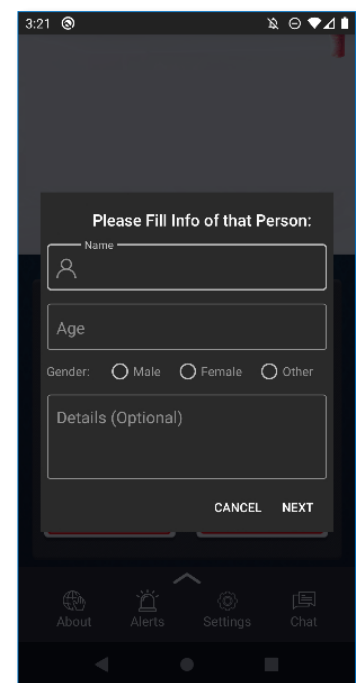 3:21
Please Fill Info of that Person:
Name
Age
Gender: Male Female Other
Details (Optional)
CANCEL NEXT
About Alerts Settings Chat